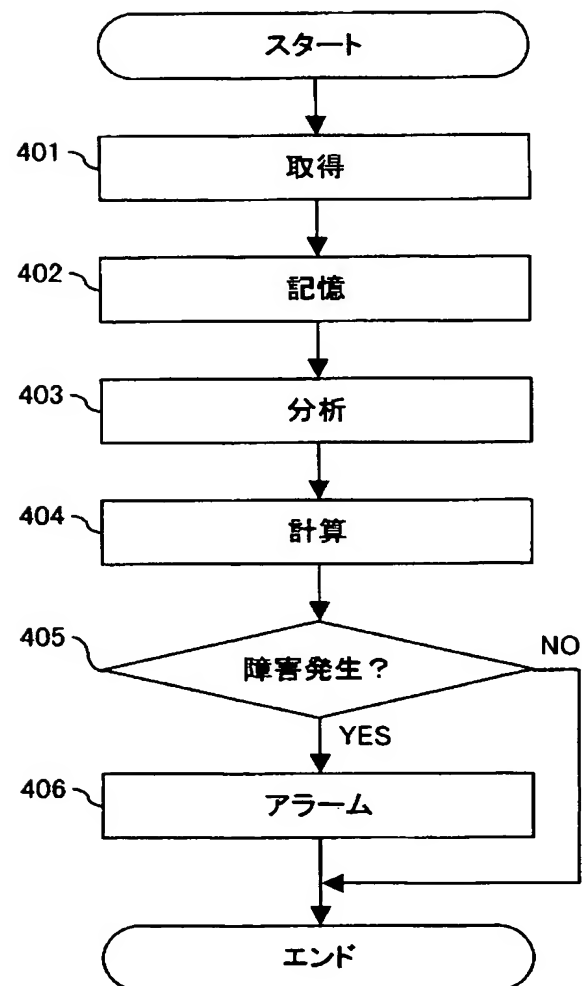 スタート
401
取得
402
記憶
403
分析
404
計算
405
障害発生?
NO
YES
406
アラーム
エンド